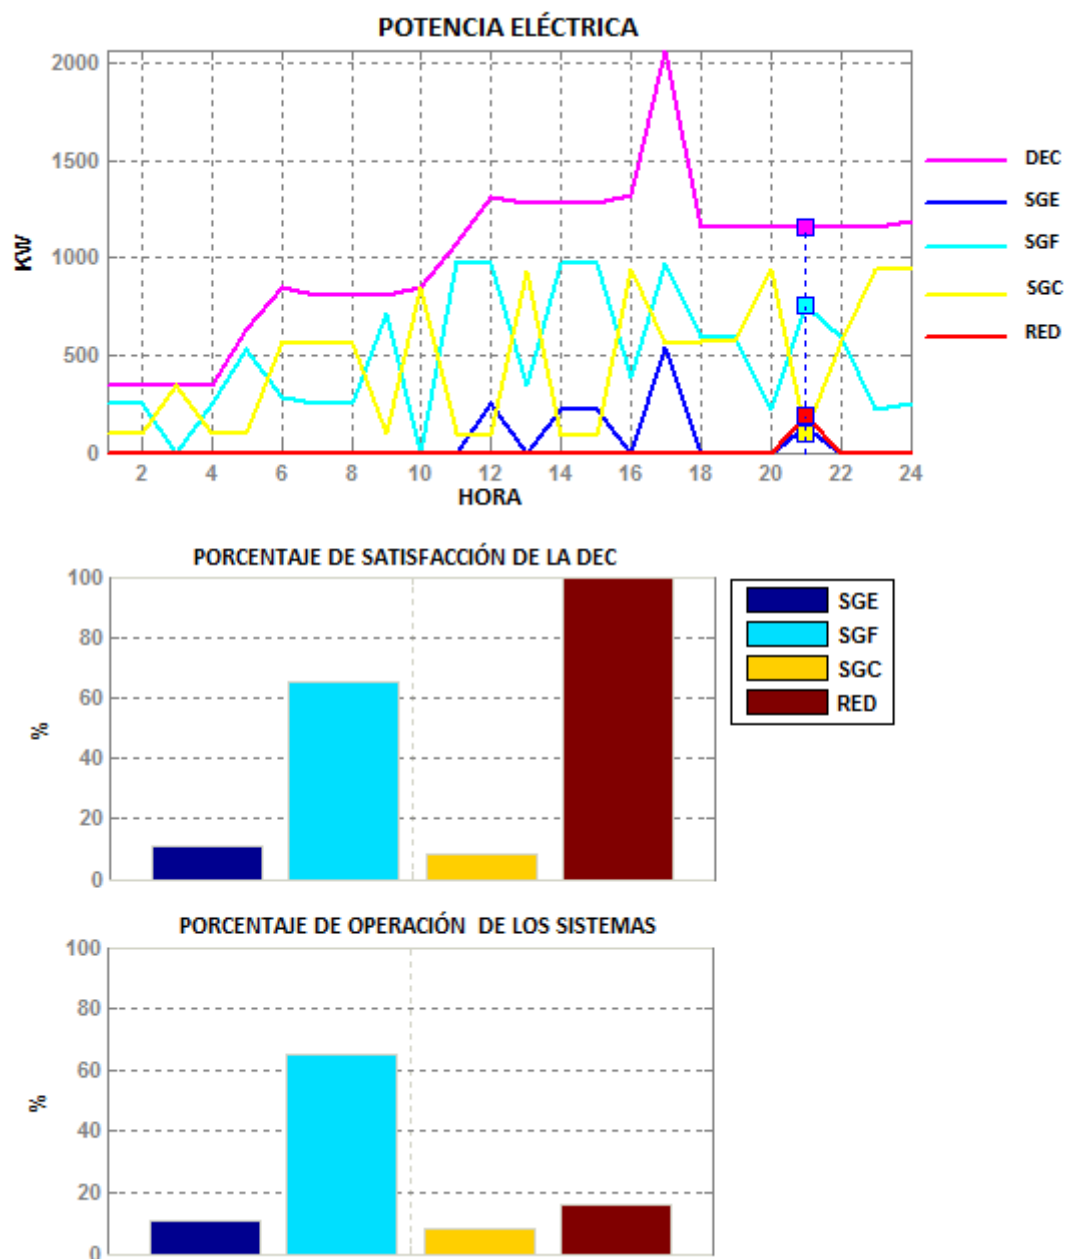 POTENCIA ELÉCTRICA
2000
1500
1000
500
0
KW
2 4 6 8 10 12 14 16 18 20 22 24
HORA
DEC
SGE
SGF
SGC
RED
PORCENTAJE DE SATISFACCIÓN DE LA DEC
100
80
60
40
20
0
%
SGE
SGF
SGC
RED
PORCENTAJE DE OPERACIÓN DE LOS SISTEMAS
100
80
60
40
20
0
%